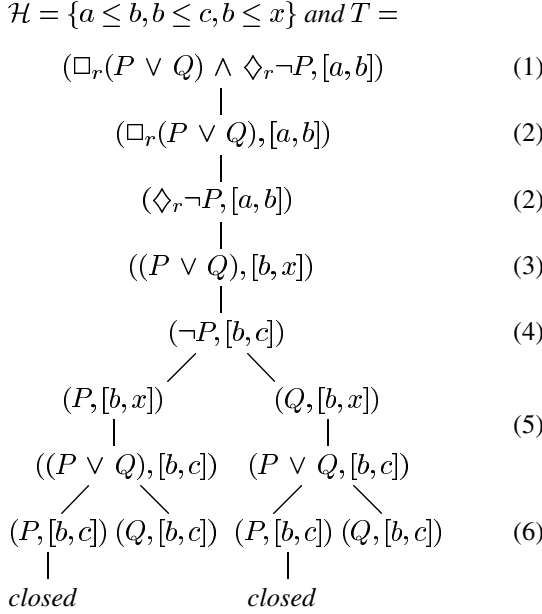 ℋ = {a ≤ b, b ≤ c, b ≤ x} and T =
(□ᵣ(P ∨ Q) ∧ ◇ᵣ¬P, [a, b]) (1)
(□ᵣ(P ∨ Q), [a, b]) (2)
(◇ᵣ¬P, [a, b]) (2)
((P ∨ Q), [b, x]) (3)
(¬P, [b, c]) (4)
(P, [b, x]) (Q, [b, x])
(5)
((P ∨ Q), [b, c]) (P ∨ Q, [b, c])
(P, [b, c]) (Q, [b, c]) (P, [b, c]) (Q, [b, c]) (6)
closed closed